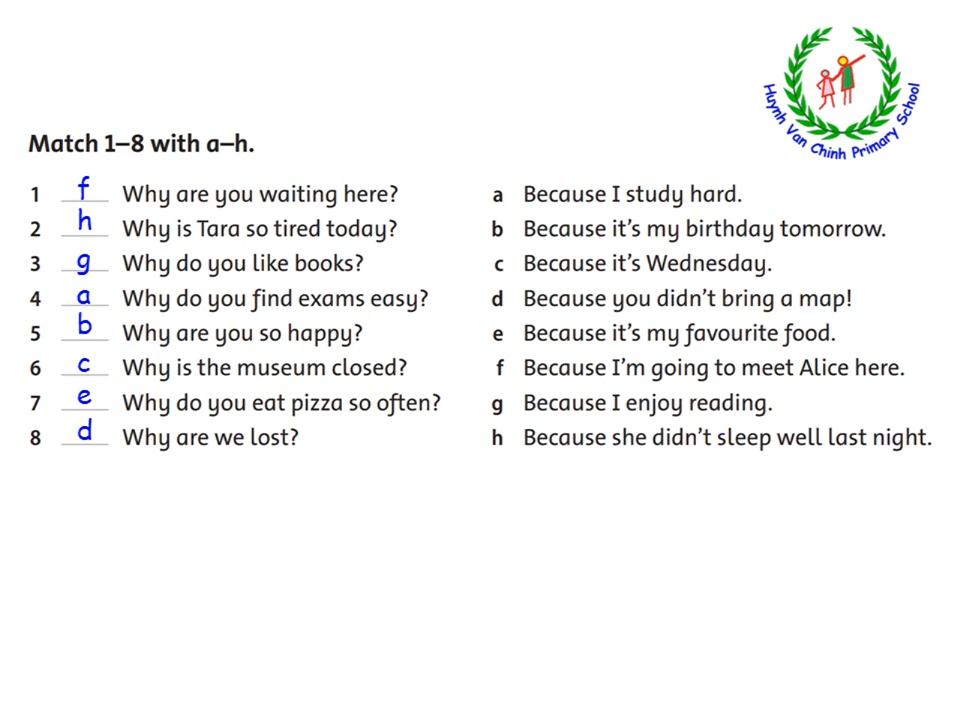 Huynh Van Chinh Primary School
Match 1–8 with a–h.
1 f Why are you waiting here? a Because I study hard.
2 h Why is Tara so tired today? b Because it's my birthday tomorrow.
3 g Why do you like books? c Because it's Wednesday.
4 a Why do you find exams easy? d Because you didn't bring a map!
5 b Why are you so happy? e Because it's my favourite food.
6 c Why is the museum closed? f Because I'm going to meet Alice here.
7 e Why do you eat pizza so often? g Because I enjoy reading.
8 d Why are we lost? h Because she didn't sleep well last night.